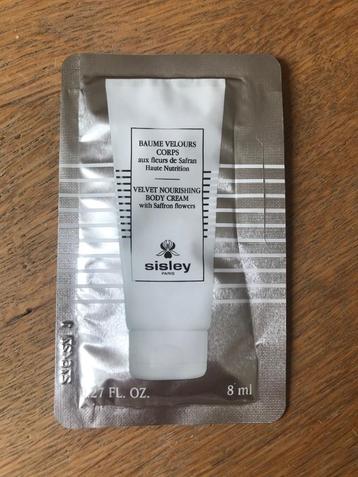 BAUME VELOURS
CORPS
aux fleurs de Safran
Haute Nutrition
VELVET NOURISHING
BODY CREAM
with Saffron flowers
sisley
PARIS
.27 FL. OZ.
8 ml